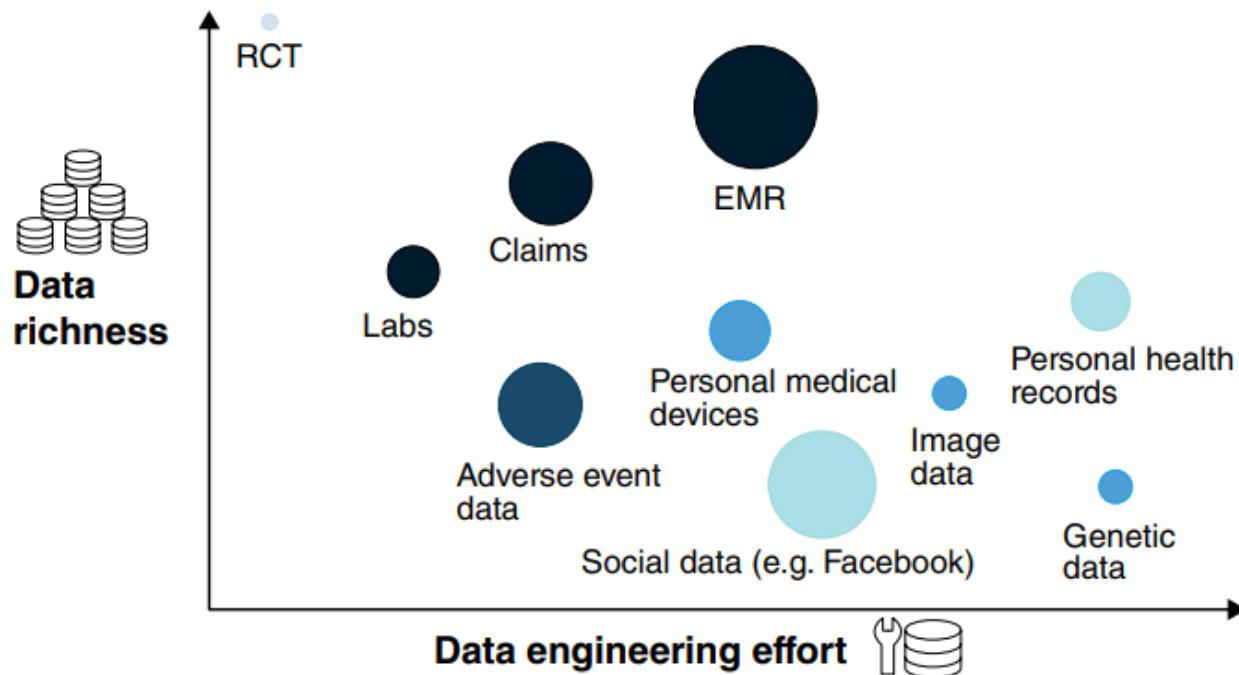 RCT
EMR
Claims
Labs
Data
richness
Personal medical
devices
Personal health
records
Image
data
Adverse event
data
Genetic
data
Social data (e.g. Facebook)
Data engineering effort